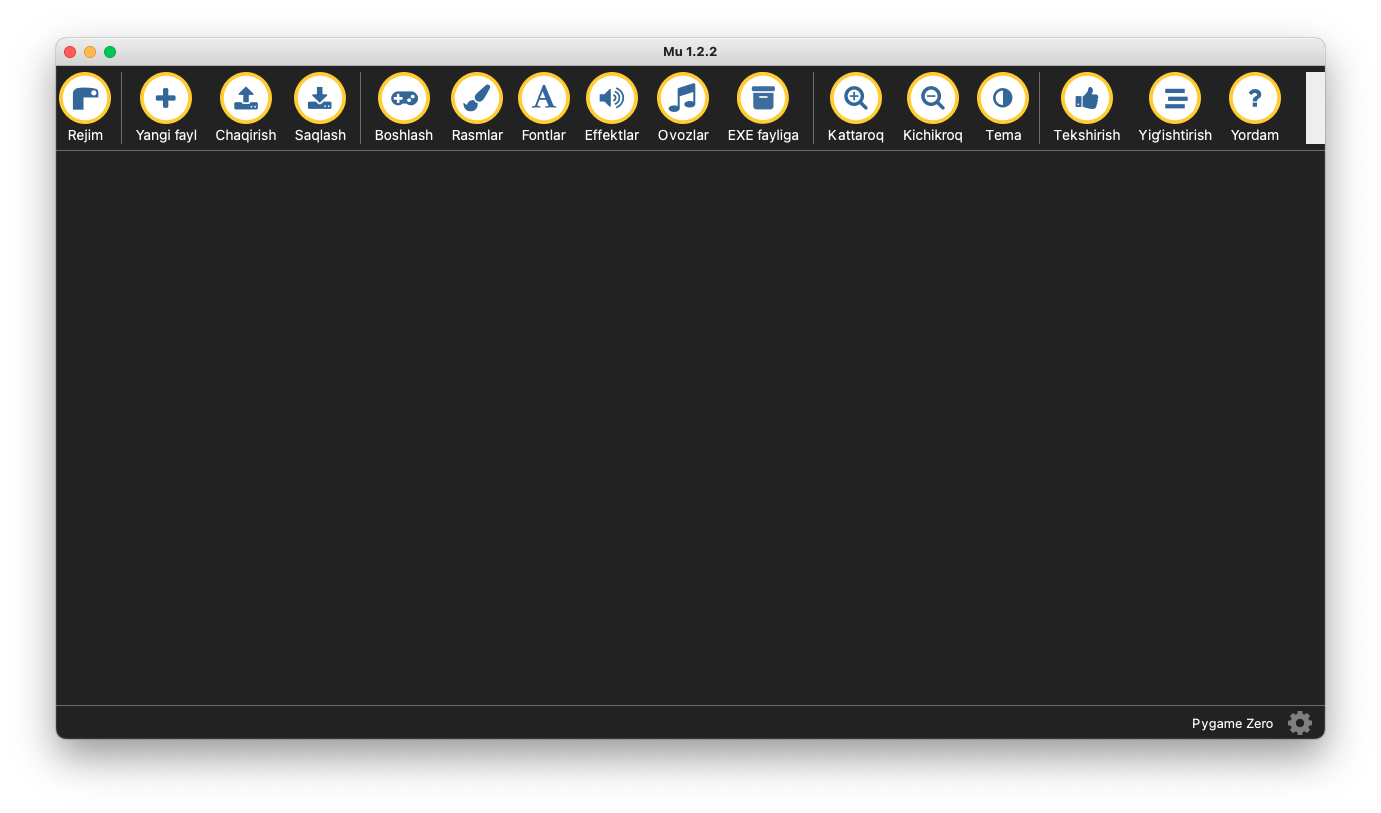 Mu 1.2.2
Rejim Yangi fayl Chaqirish Saqlash Boshlash Rasmlar Fontlar Effektlar Ovozlar EXE fayliga Kattaroq Kichikroq Tema Tekshirish Yig‘ishtirish Yordam
Pygame Zero